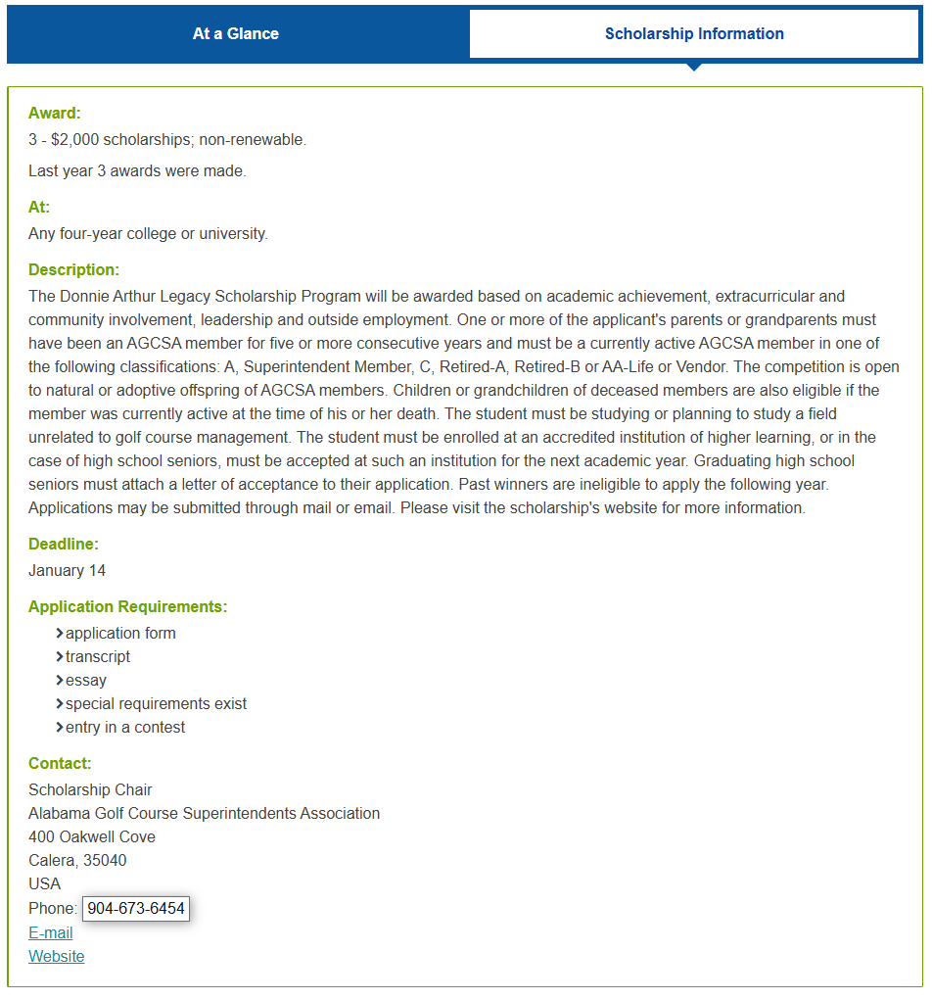 At a Glance
Scholarship Information
Award:
3 - $2,000 scholarships; non-renewable.
Last year 3 awards were made.
At:
Any four-year college or university.
Description:
The Donnie Arthur Legacy Scholarship Program will be awarded based on academic achievement, extracurricular and
community involvement, leadership and outside employment. One or more of the applicant's parents or grandparents must
have been an AGCSA member for five or more consecutive years and must be a currently active AGCSA member in one of
the following classifications: A, Superintendent Member, C, Retired-A, Retired-B or AA-Life or Vendor. The competition is open
to natural or adoptive offspring of AGCSA members. Children or grandchildren of deceased members are also eligible if the
member was currently active at the time of his or her death. The student must be studying or planning to study a field
unrelated to golf course management. The student must be enrolled at an accredited institution of higher learning, or in the
case of high school seniors, must be accepted at such an institution for the next academic year. Graduating high school
seniors must attach a letter of acceptance to their application. Past winners are ineligible to apply the following year.
Applications may be submitted through mail or email. Please visit the scholarship's website for more information.
Deadline:
January 14
Application Requirements:
application form
transcript
essay
special requirements exist
entry in a contest
Contact:
Scholarship Chair
Alabama Golf Course Superintendents Association
400 Oakwell Cove
Calera, 35040
USA
Phone: 904-673-6454
E-mail
Website